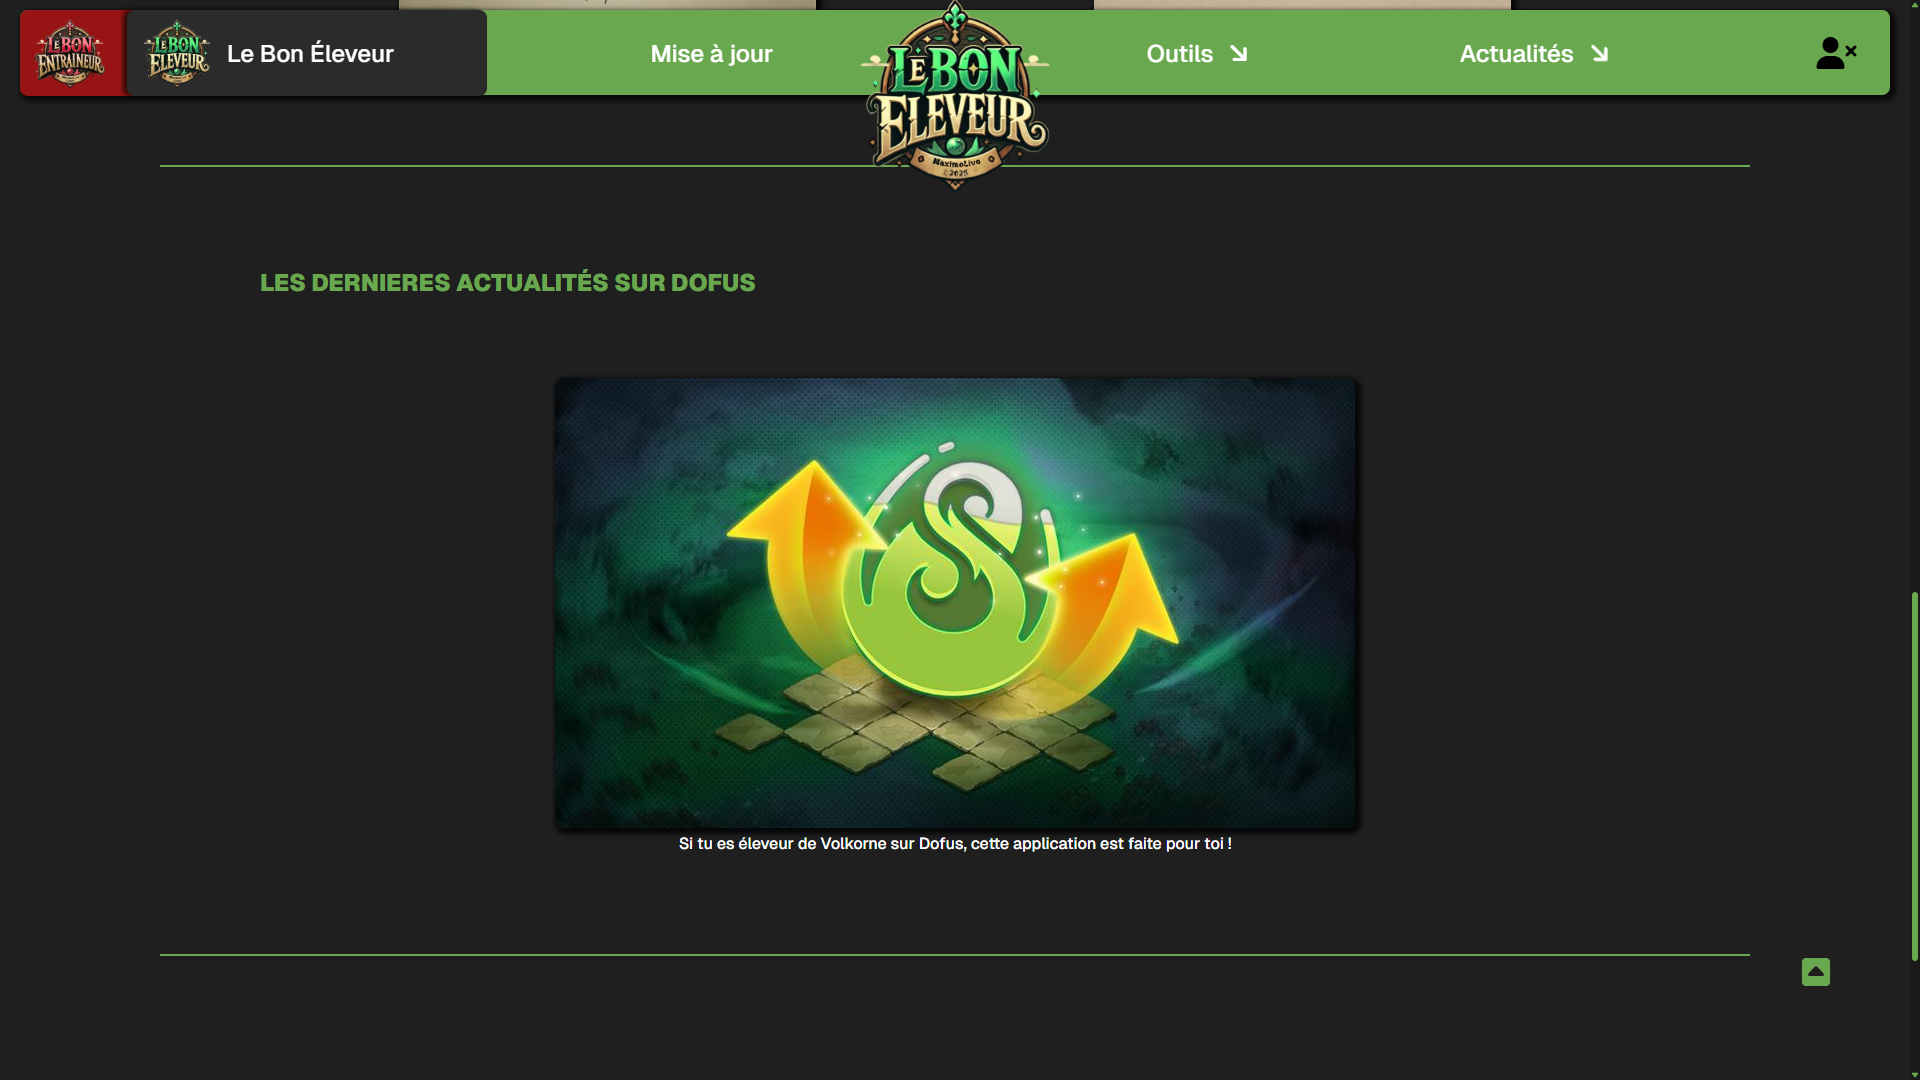 LE BON
ENTRAINEUR
LE BON
ELEVEUR
Le Bon Éleveur
Mise à jour
LE BON
ELEVEUR
MaximeLive
©2025
Outils
Actualités
LES DERNIERES ACTUALITÉS SUR DOFUS
Si tu es éleveur de Volkorne sur Dofus, cette application est faite pour toi !